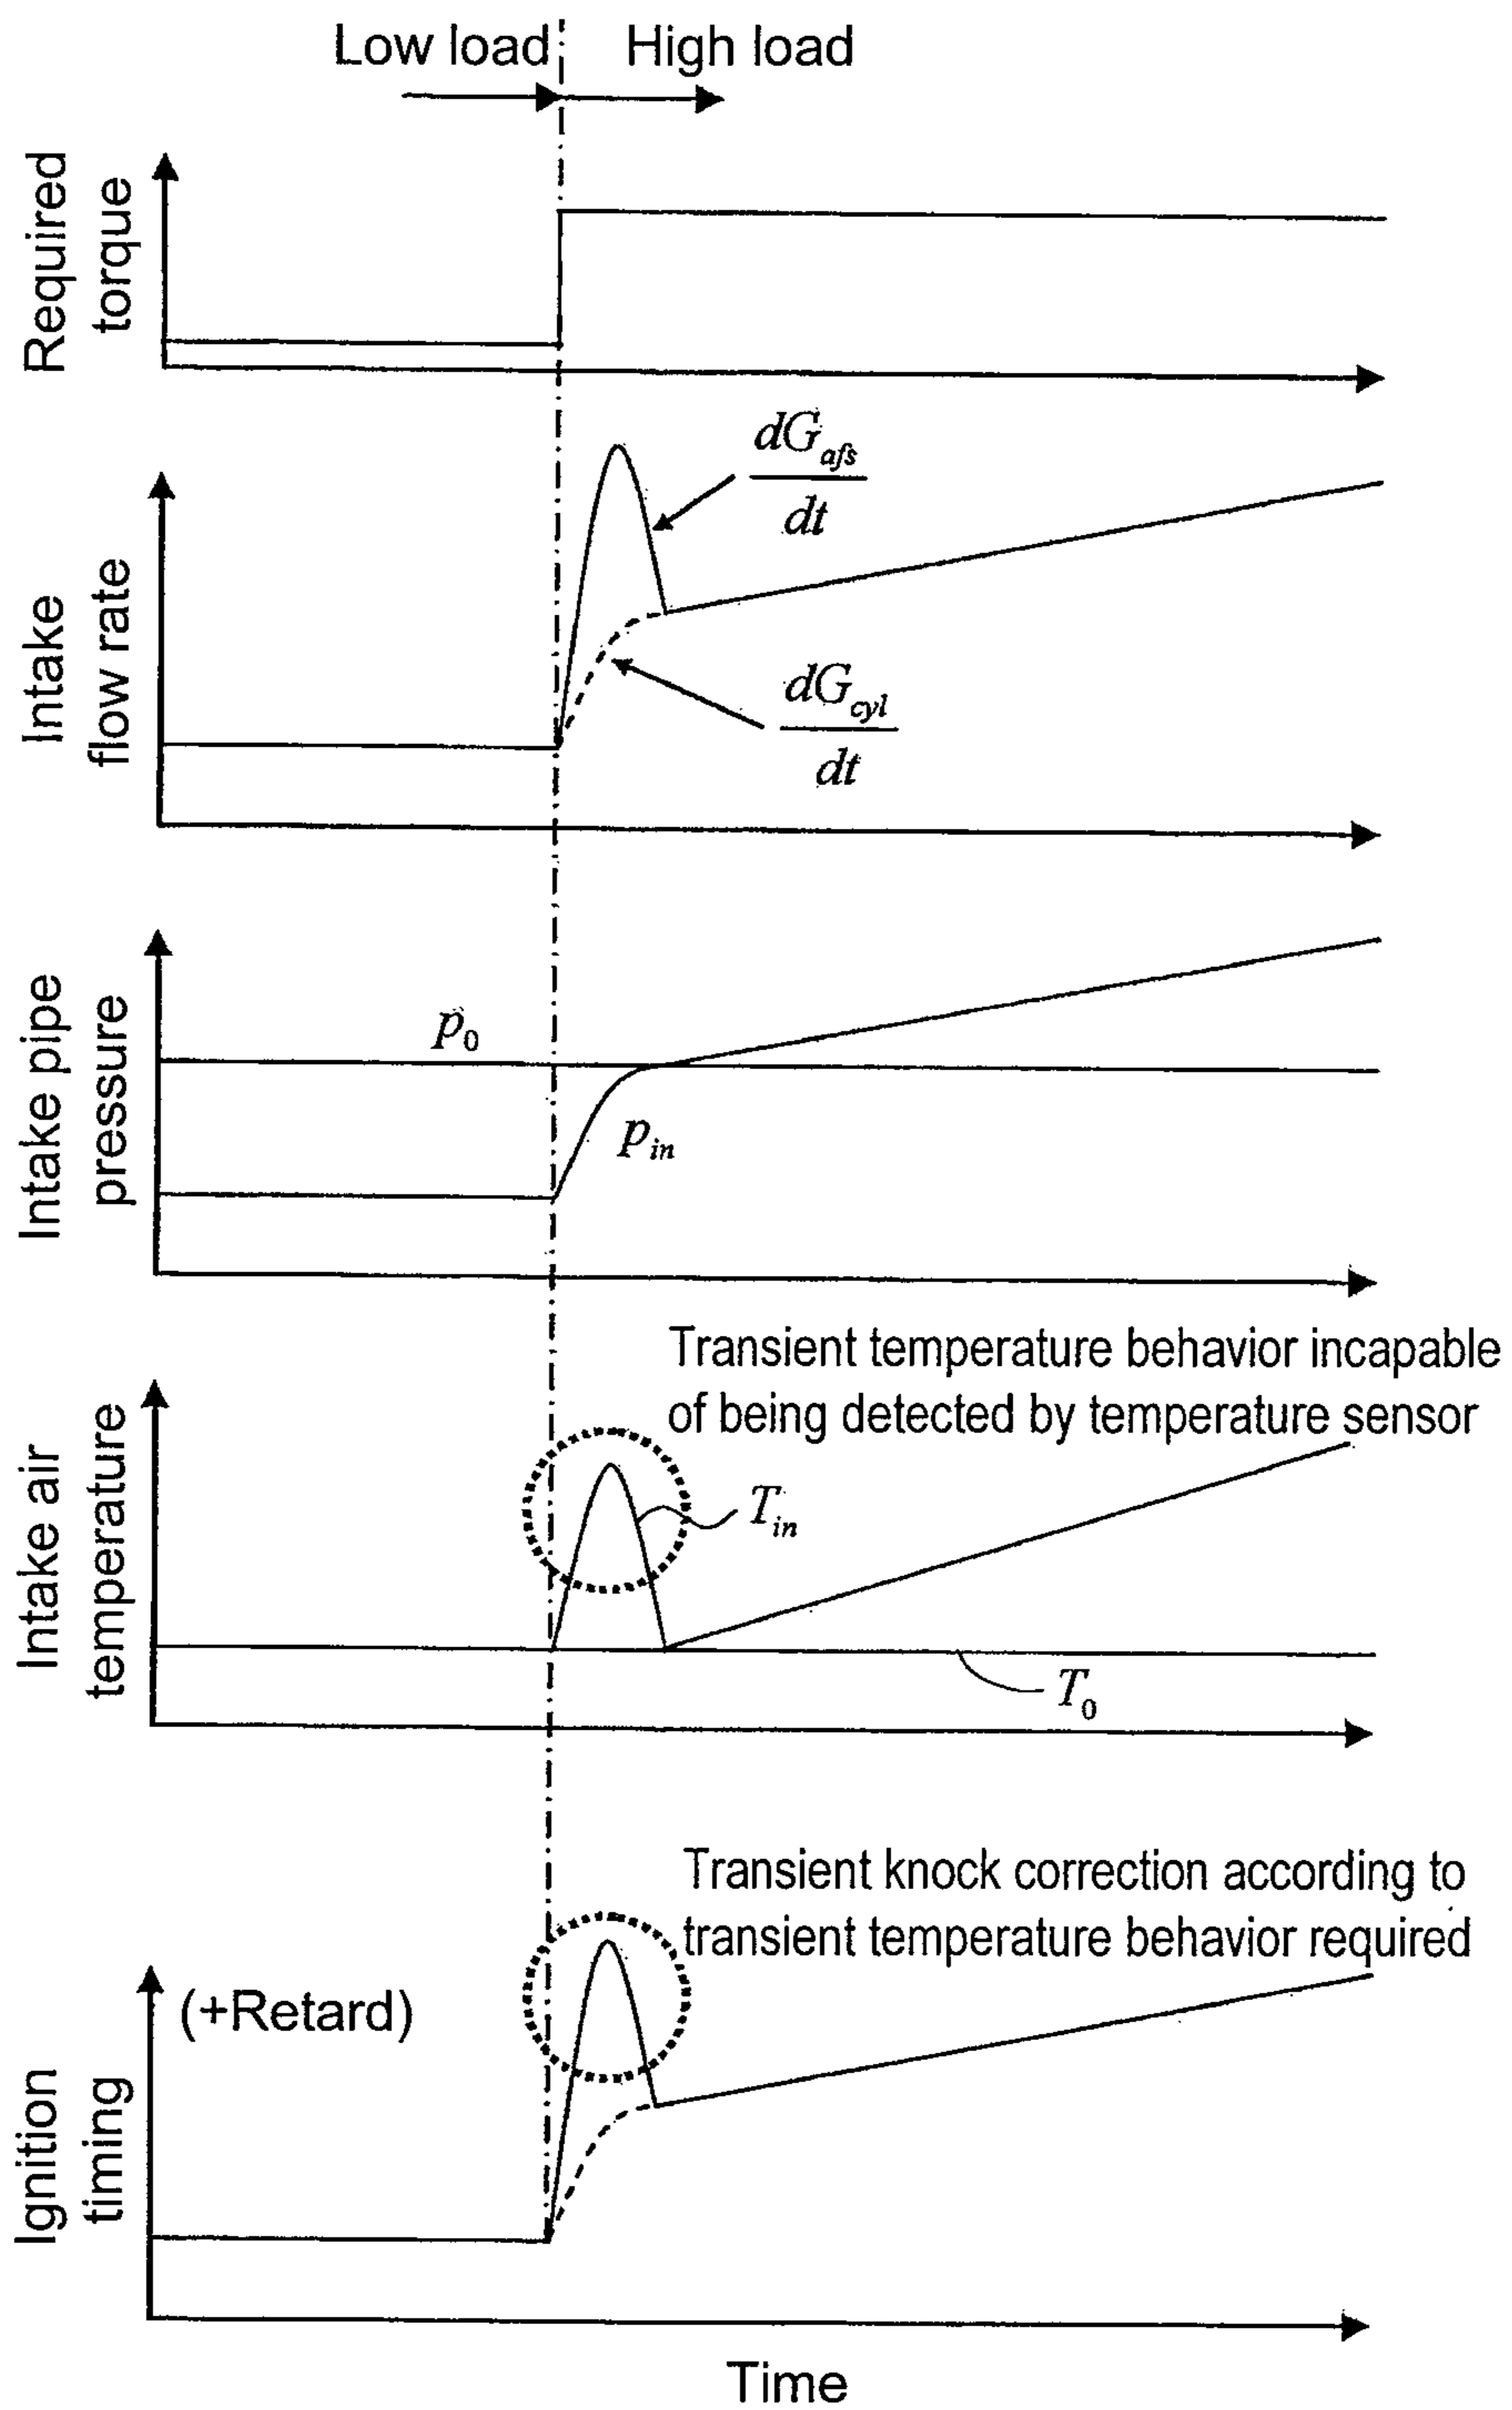 Low load
High load
Required
torque
dG_afs
dt
Intake
flow rate
dG_cyl
dt
Intake pipe
pressure
p_0
p_in
Transient temperature behavior incapable
of being detected by temperature sensor
Intake air
temperature
T_in
T_0
Transient knock correction according to
transient temperature behavior required
(+Retard)
Ignition
timing
Time